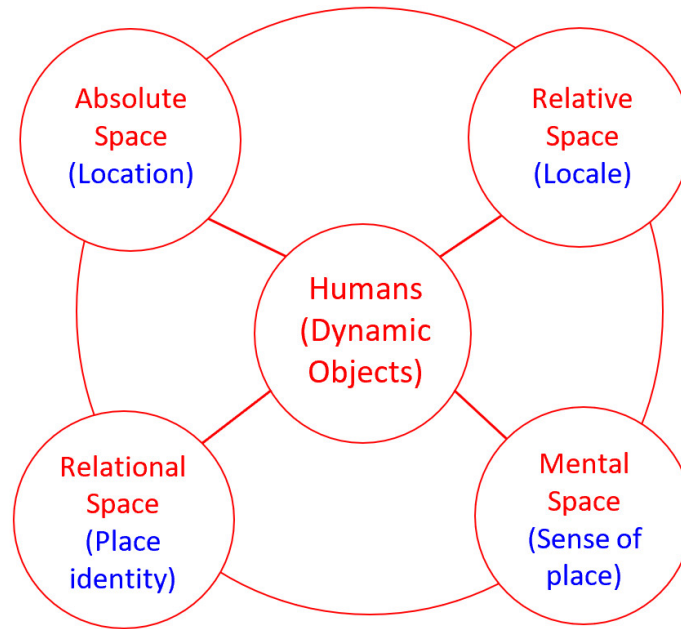 Absolute
Space
(Location)
Relative
Space
(Locale)
Humans
(Dynamic
Objects)
Relational
Space
(Place
identity)
Mental
Space
(Sense of
place)